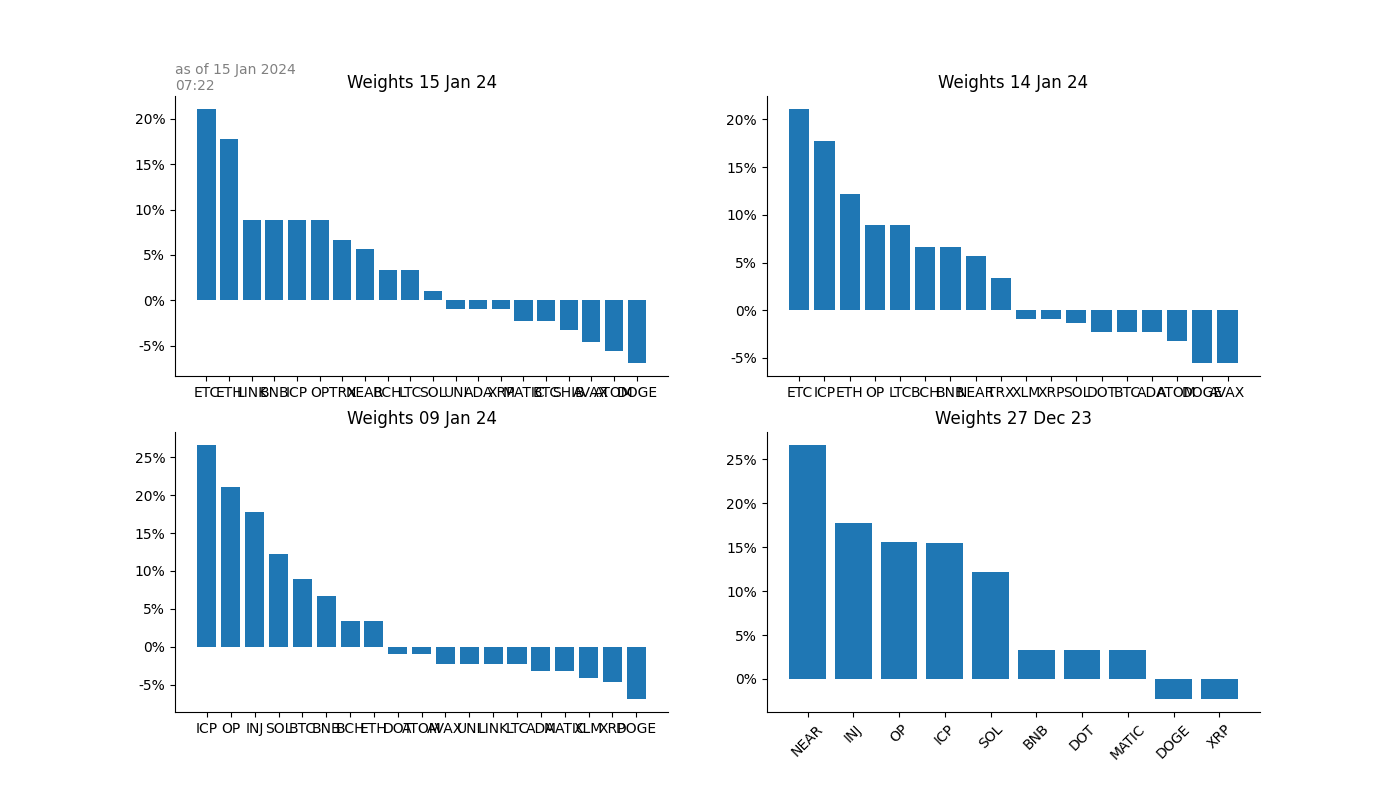 as of 15 Jan 2024
07:22
Weights 15 Jan 24
20%
15%
10%
5%
0%
-5%
ETC ETH LINK BNB ICP OP TRX NEAR BCH LTC SOL UNI ADA XRP MATIC BTC SHIB AVAX ATOM DOGE
Weights 14 Jan 24
20%
15%
10%
5%
0%
-5%
ETC ICP ETH OP LTC BCH BNB NEAR TRX XLM XRP SOL DOT BTC ADA ATOM DOGE AVAX
Weights 09 Jan 24
25%
20%
15%
10%
5%
0%
-5%
ICP OP INJ SOL BTC BNB BCH ETH DOT ATOM AVAX UNI LINK LTC ADA MATIC XLM XRP DOGE
Weights 27 Dec 23
25%
20%
15%
10%
5%
0%
NEAR INJ OP ICP SOL BNB DOT MATIC DOGE XRP